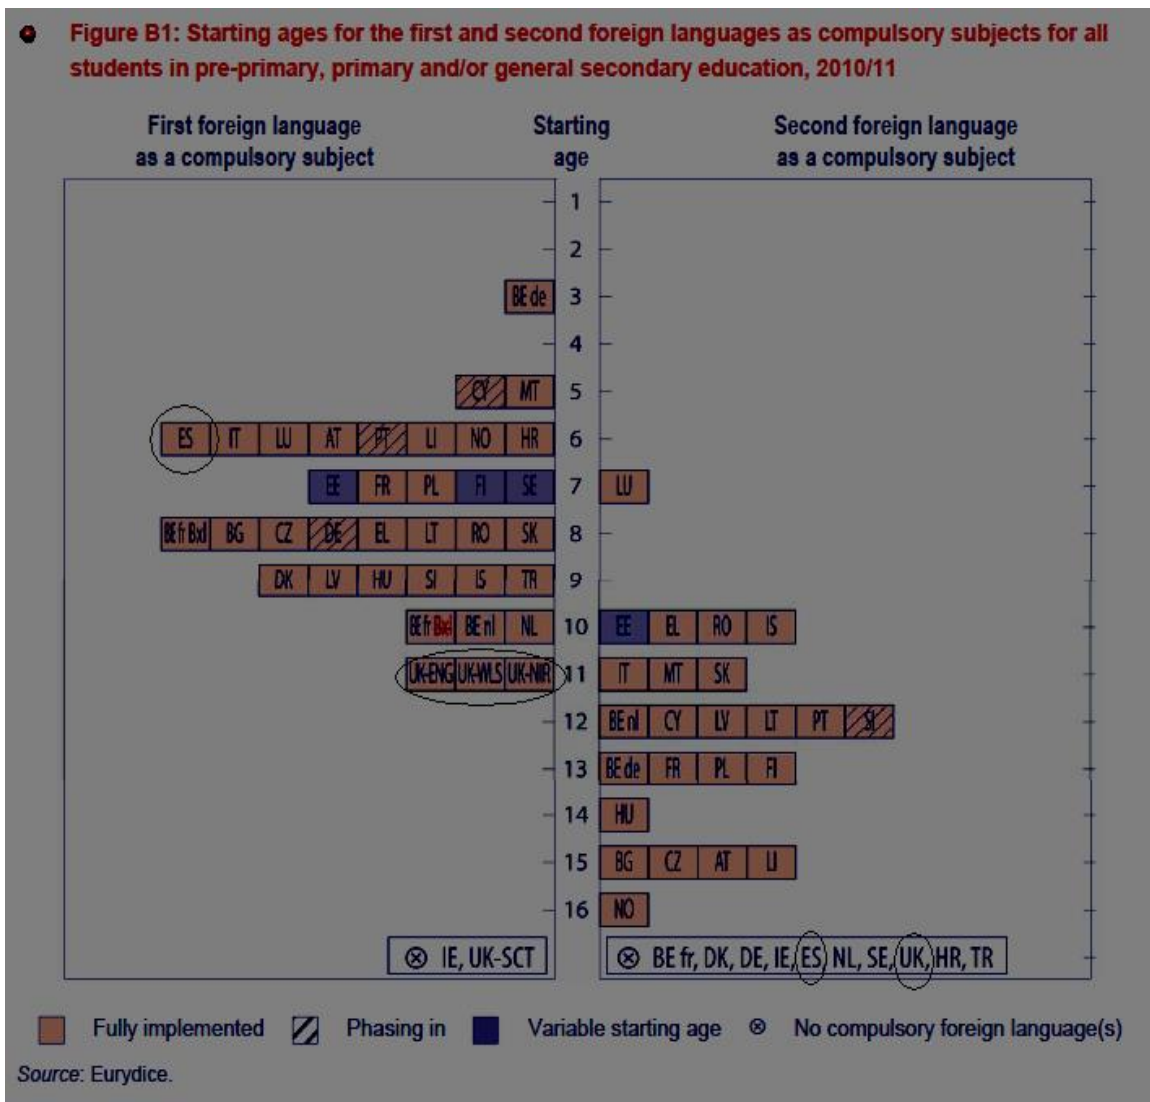 Figure B1: Starting ages for the first and second foreign languages as compulsory subjects for all
students in pre-primary, primary and/or general secondary education, 2010/11
First foreign language
as a compulsory subject
Starting
age
Second foreign language
as a compulsory subject
1
2
BE de 3
4
CY MT 5
ES IT LU AT PT LI NO HR 6
EE FR PL FI SE 7 LU
BE fr Bxl BG CZ DE EL LT RO SK 8
DK LV HU SI IS TR 9
BE fr Bxl BE nl NL 10 EE EL RO IS
UK-ENG UK-WLS UK-NIR 11 IT MT SK
12 BE nl CY LV LT PT SI
13 BE de FR PL FI
14 HU
15 BG CZ AT LI
16 NO
⊗ IE, UK-SCT ⊗ BE fr, DK, DE, IE, ES, NL, SE, UK, HR, TR
Fully implemented Phasing in Variable starting age ⊗ No compulsory foreign language(s)
Source: Eurydice.